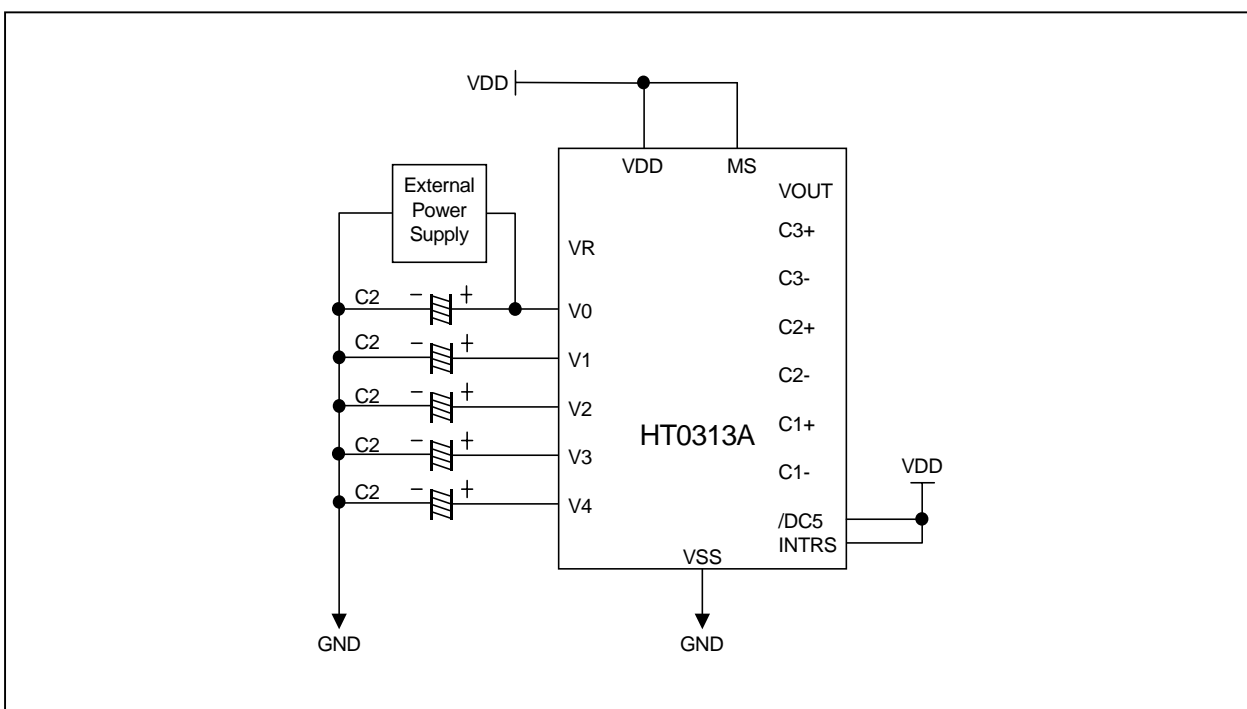 VDD
VDD MS
External
Power
Supply
VOUT
C3+
VR
C3-
C2 − + V0
C2+
C2 − + V1
C2-
C2 − + V2
C1+
HT0313A
C2 − + V3
C1-
VDD
C2 − + V4
/DC5
INTRS
VSS
GND
GND